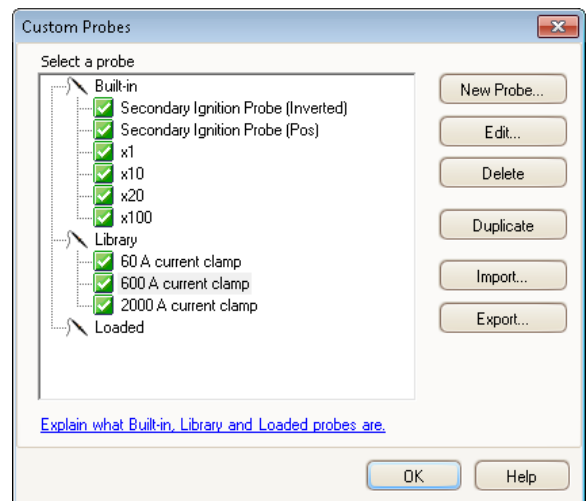 Custom Probes
Select a probe
Built-in
Secondary Ignition Probe (Inverted)
Secondary Ignition Probe (Pos)
x1
x10
x20
x100
Library
60 A current clamp
600 A current clamp
2000 A current clamp
Loaded
New Probe...
Edit...
Delete
Duplicate
Import...
Export...
Explain what Built-in, Library and Loaded probes are.
OK
Help